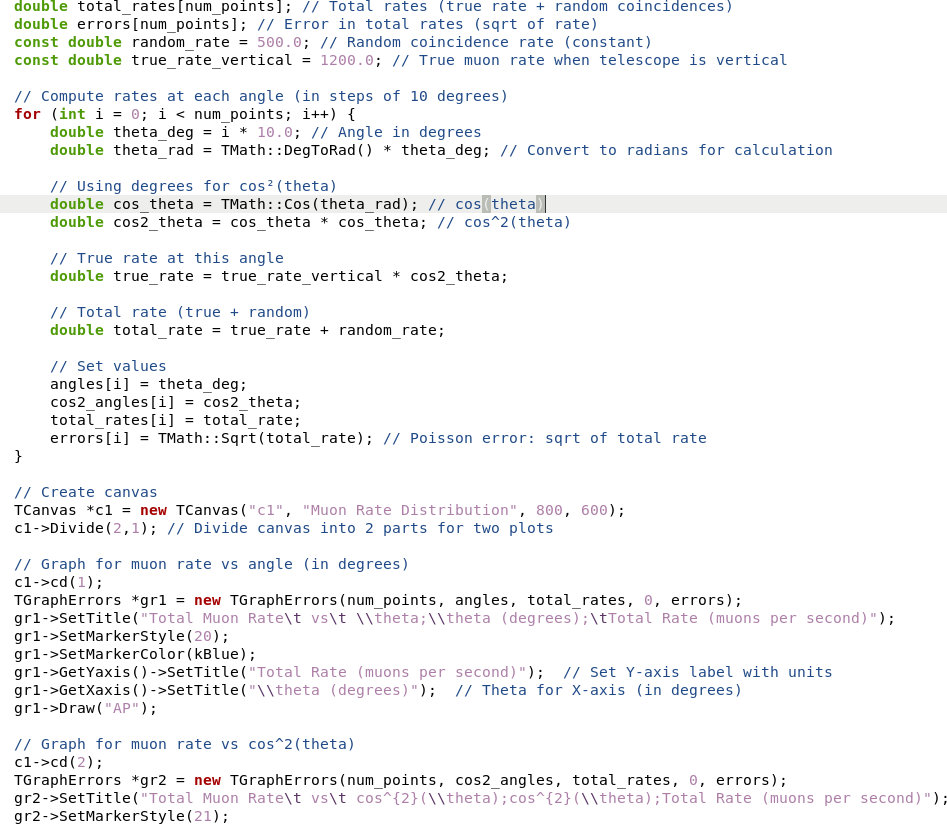 double total_rates[num_points]; // Total rates (true rate + random coincidences)
double errors[num_points]; // Error in total rates (sqrt of rate)
const double random_rate = 500.0; // Random coincidence rate (constant)
const double true_rate_vertical = 1200.0; // True muon rate when telescope is vertical

// Compute rates at each angle (in steps of 10 degrees)
for (int i = 0; i < num_points; i++) {
    double theta_deg = i * 10.0; // Angle in degrees
    double theta_rad = TMath::DegToRad() * theta_deg; // Convert to radians for calculation

    // Using degrees for cos²(theta)
    double cos_theta = TMath::Cos(theta_rad); // cos(theta)
    double cos2_theta = cos_theta * cos_theta; // cos^2(theta)

    // True rate at this angle
    double true_rate = true_rate_vertical * cos2_theta;

    // Total rate (true + random)
    double total_rate = true_rate + random_rate;

    // Set values
    angles[i] = theta_deg;
    cos2_angles[i] = cos2_theta;
    total_rates[i] = total_rate;
    errors[i] = TMath::Sqrt(total_rate); // Poisson error: sqrt of total rate
}

// Create canvas
TCanvas *c1 = new TCanvas("c1", "Muon Rate Distribution", 800, 600);
c1->Divide(2,1); // Divide canvas into 2 parts for two plots

// Graph for muon rate vs angle (in degrees)
c1->cd(1);
TGraphErrors *gr1 = new TGraphErrors(num_points, angles, total_rates, 0, errors);
gr1->SetTitle("Total Muon Rate\t vs\t \\theta;\\theta (degrees);\tTotal Rate (muons per second)");
gr1->SetMarkerStyle(20);
gr1->SetMarkerColor(kBlue);
gr1->GetYaxis()->SetTitle("Total Rate (muons per second)");  // Set Y-axis label with units
gr1->GetXaxis()->SetTitle("\\theta (degrees)");  // Theta for X-axis (in degrees)
gr1->Draw("AP");

// Graph for muon rate vs cos^2(theta)
c1->cd(2);
TGraphErrors *gr2 = new TGraphErrors(num_points, cos2_angles, total_rates, 0, errors);
gr2->SetTitle("Total Muon Rate\t vs\t cos^{2}(\\theta);cos^{2}(\\theta);Total Rate (muons per second)");
gr2->SetMarkerStyle(21);